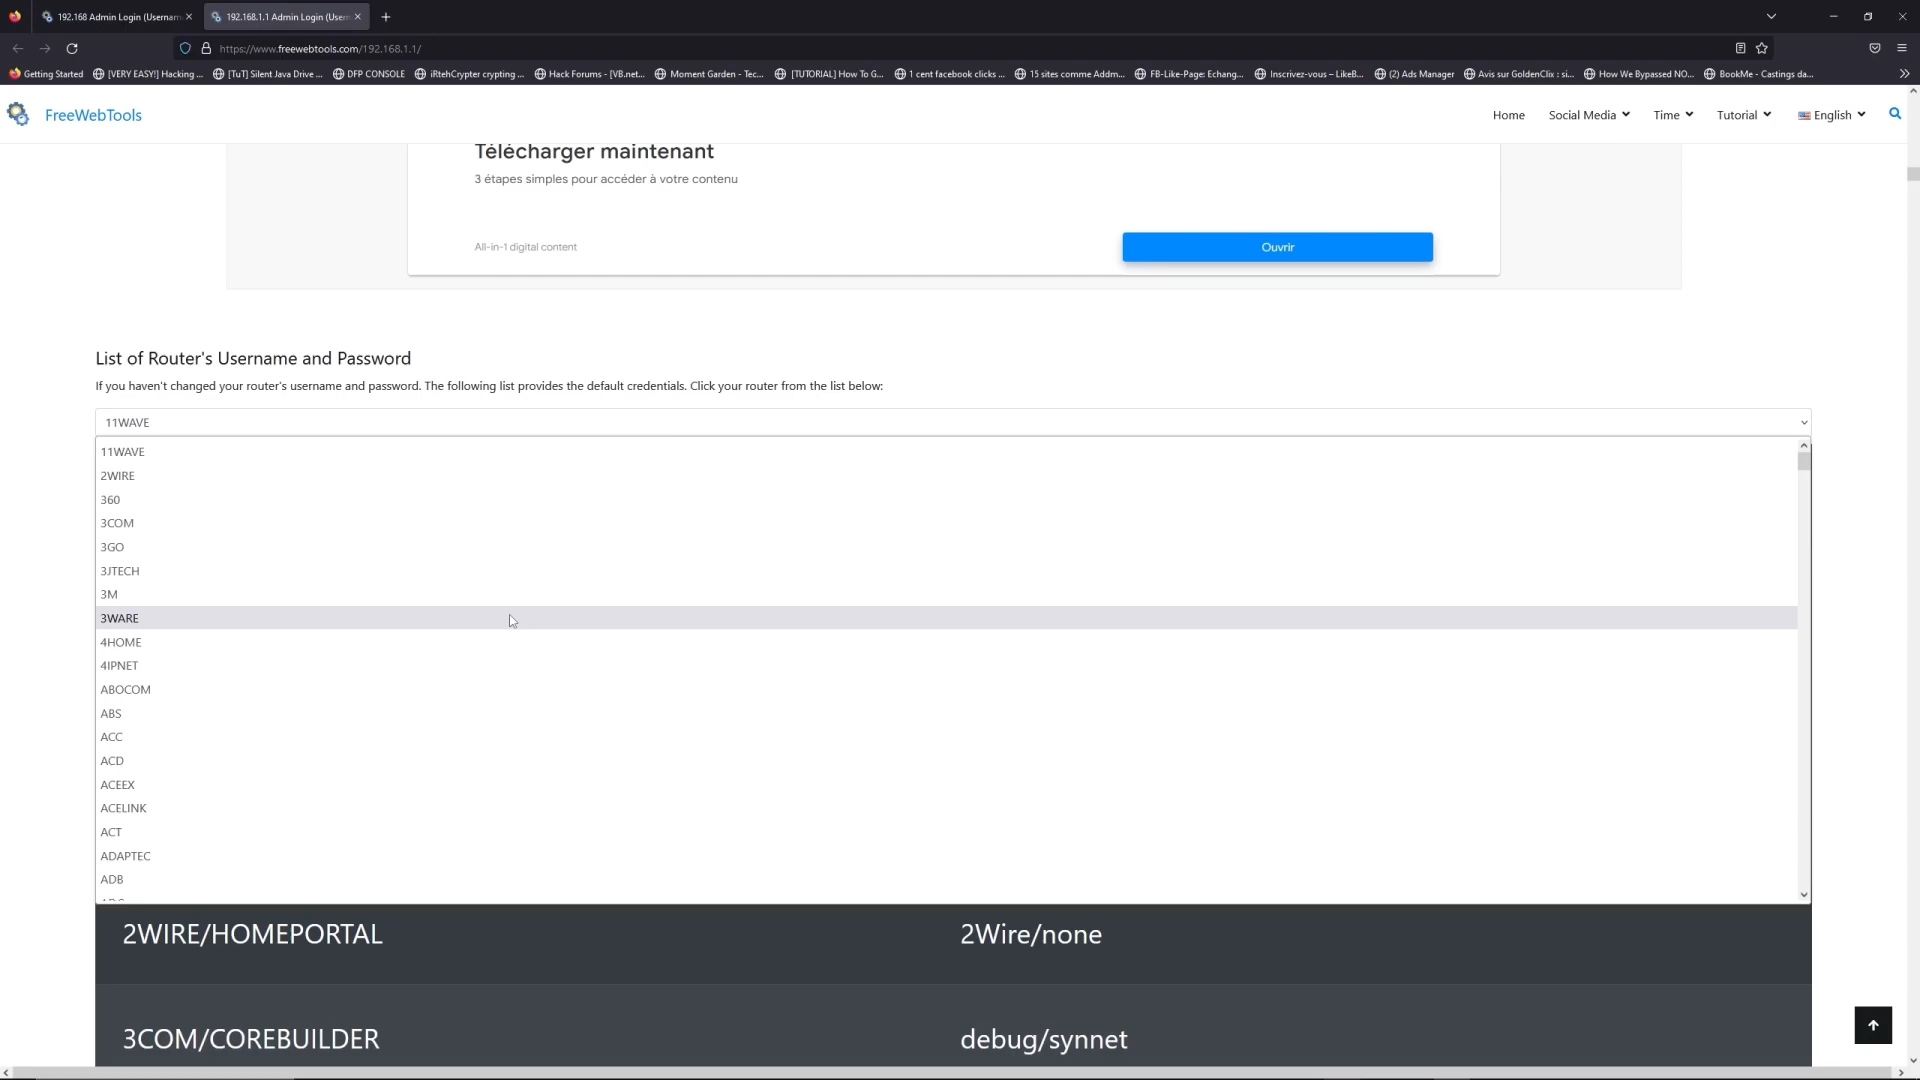 192.168 Admin Login (Usernam
192.168.1.1 Admin Login (Usern
https://www.freewebtools.com/192.168.1.1/
Getting Started
[VERY EASY!] Hacking ...
[TuT] Silent Java Drive ...
DFP CONSOLE
iRtehCrypter crypting ...
Hack Forums - [VB.net...
Moment Garden - Tec...
[TUTORIAL] How To G...
1 cent facebook clicks ...
15 sites comme Addm...
FB-Like-Page: Echang...
Inscrivez-vous – LikeB...
(2) Ads Manager
Avis sur GoldenClix : si...
How We Bypassed NO...
BookMe - Castings da...
FreeWebTools
Home
Social Media
Time
Tutorial
English
Télécharger maintenant
3 étapes simples pour accéder à votre contenu
All-in-1 digital content
Ouvrir
List of Router's Username and Password
If you haven't changed your router's username and password. The following list provides the default credentials. Click your router from the list below:
11WAVE
11WAVE
2WIRE
360
3COM
3GO
3JTECH
3M
3WARE
4HOME
4IPNET
ABOCOM
ABS
ACC
ACD
ACEEX
ACELINK
ACT
ADAPTEC
ADB
2WIRE/HOMEPORTAL
2Wire/none
3COM/COREBUILDER
debug/synnet